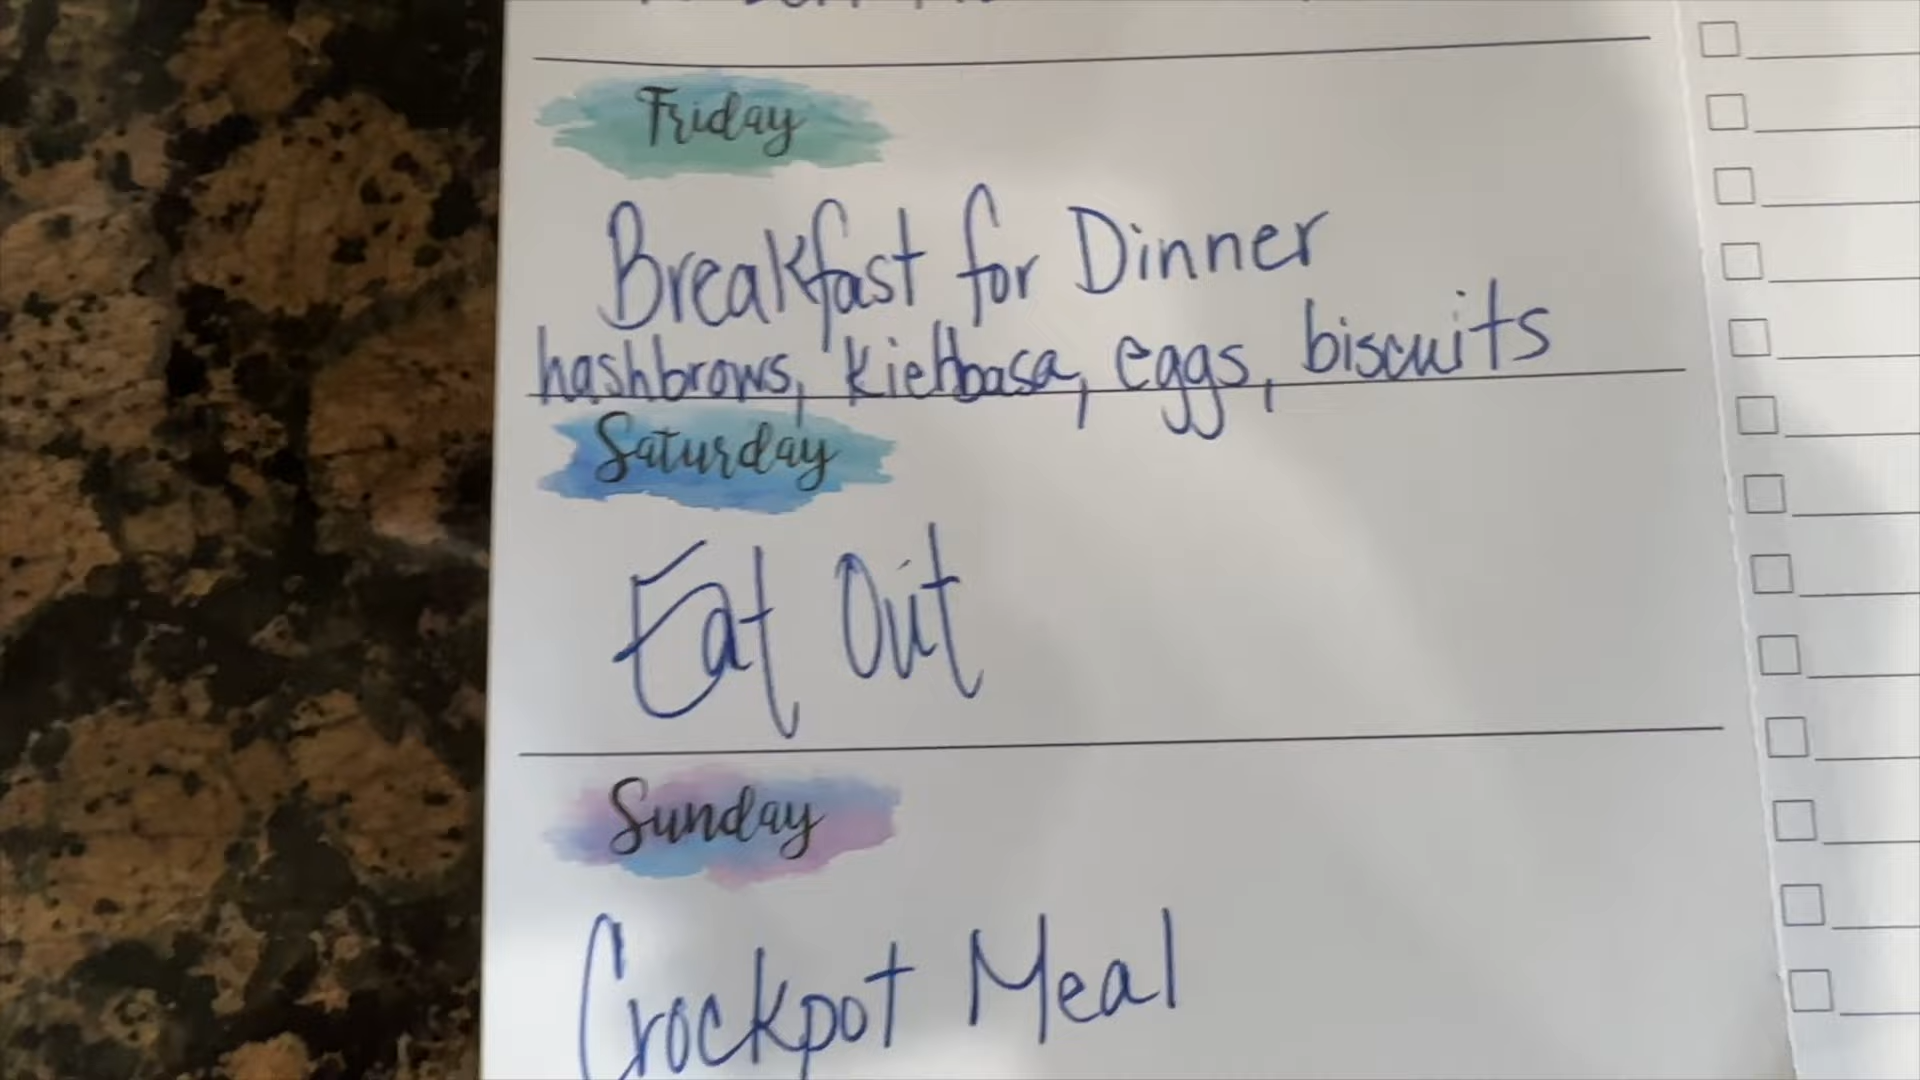 Friday
Breakfast for Dinner
hashbrows, kielbasa, eggs, biscuits
Saturday
Eat Out
Sunday
Crockpot Meal